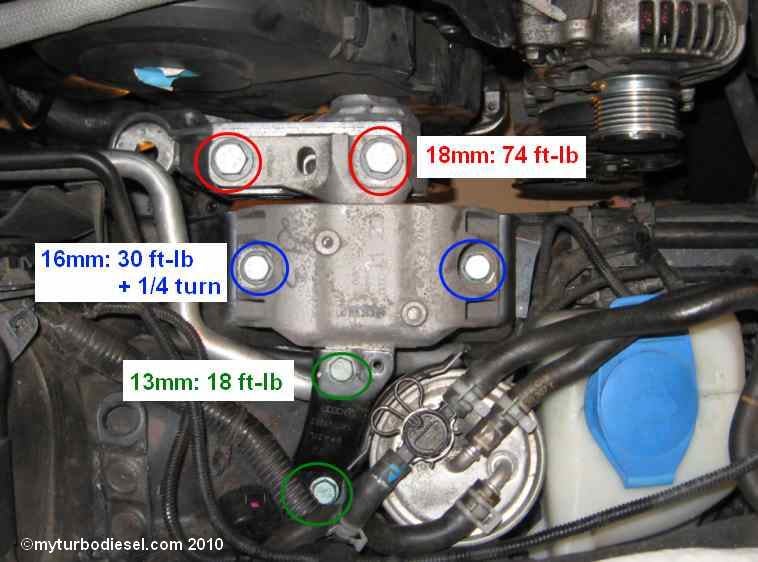 18mm: 74 ft-lb
16mm: 30 ft-lb
+ 1/4 turn
13mm: 18 ft-lb
©myturbodiesel.com 2010